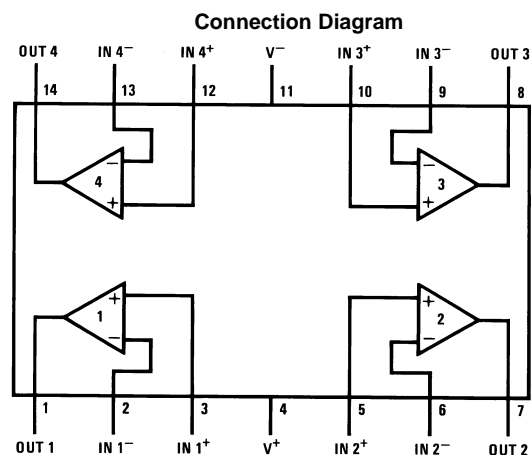 Connection Diagram
OUT 4 IN 4⁻ IN 4⁺ V⁻ IN 3⁺ IN 3⁻ OUT 3
14 13 12 11 10 9 8
− −
4 3
+ +
+ +
1 2
− −
1 2 3 4 5 6 7
OUT 1 IN 1⁻ IN 1⁺ V⁺ IN 2⁺ IN 2⁻ OUT 2